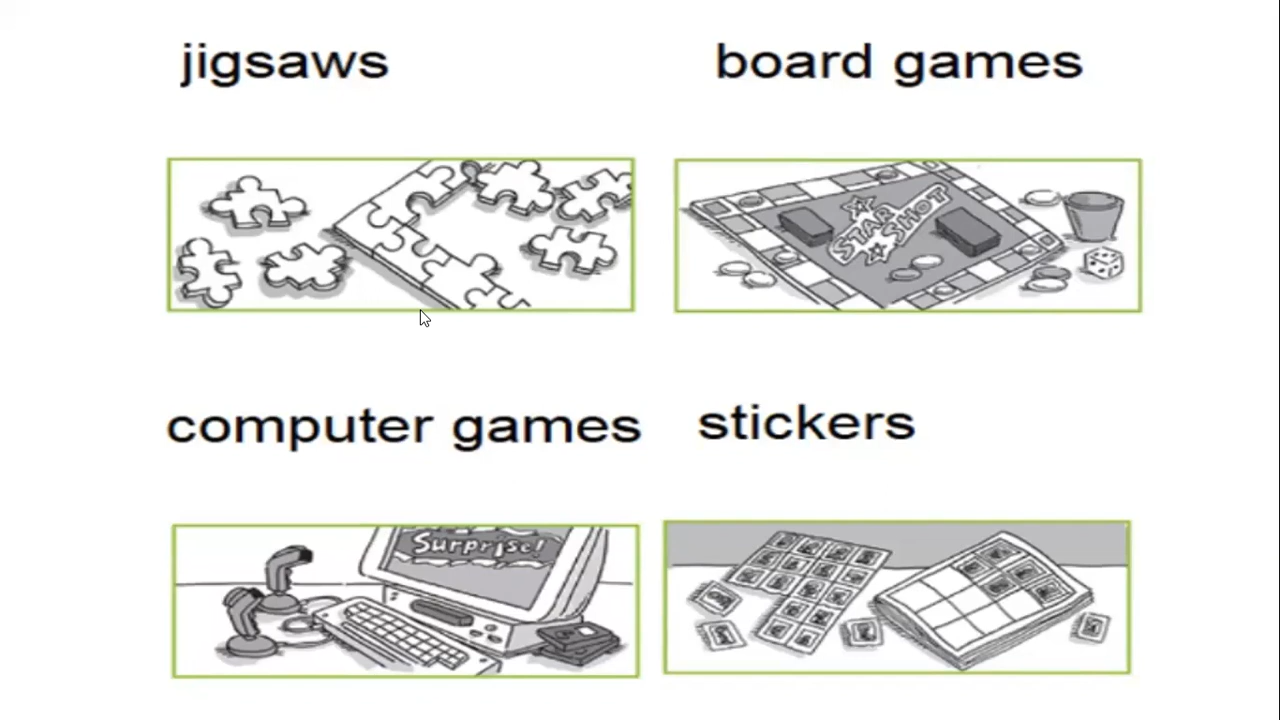 jigsaws
board games
STAR
SHOT
computer games
stickers
Surprise!